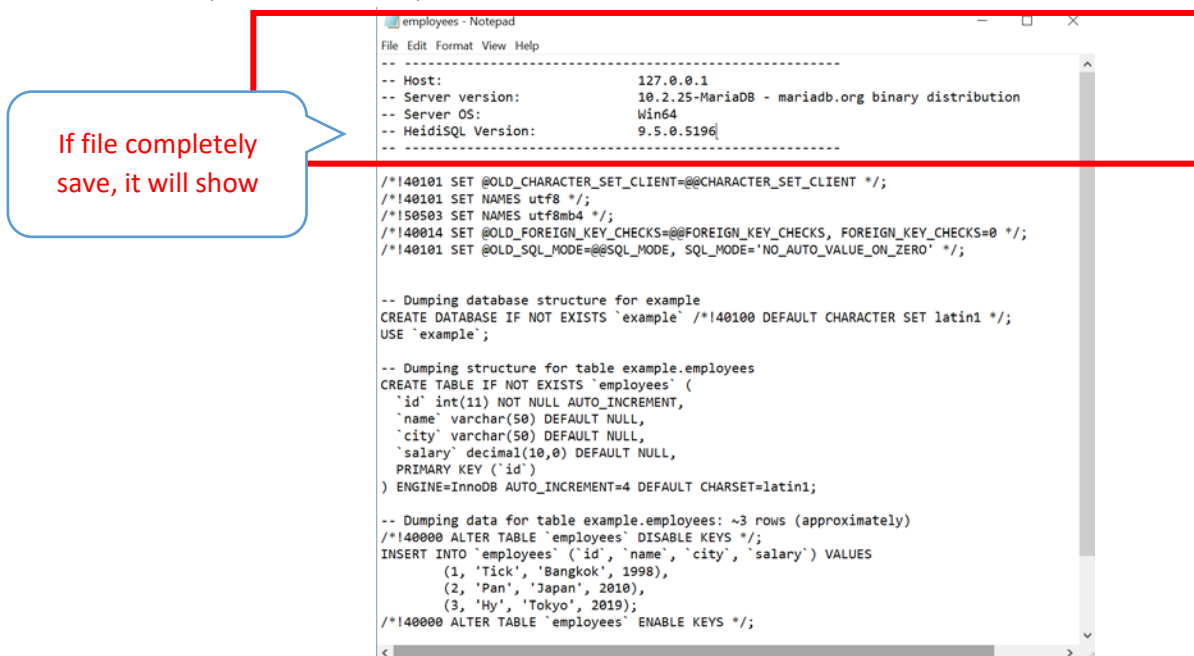 employees - Notepad
File Edit Format View Help
-- --------------------------------------------------------
-- Host:                         127.0.0.1
-- Server version:               10.2.25-MariaDB - mariadb.org binary distribution
-- Server OS:                    Win64
-- HeidiSQL Version:             9.5.0.5196
-- --------------------------------------------------------
If file completely
save, it will show
/*!40101 SET @OLD_CHARACTER_SET_CLIENT=@@CHARACTER_SET_CLIENT */;
/*!40101 SET NAMES utf8 */;
/*!50503 SET NAMES utf8mb4 */;
/*!40014 SET @OLD_FOREIGN_KEY_CHECKS=@@FOREIGN_KEY_CHECKS, FOREIGN_KEY_CHECKS=0 */;
/*!40101 SET @OLD_SQL_MODE=@@SQL_MODE, SQL_MODE='NO_AUTO_VALUE_ON_ZERO' */;
-- Dumping database structure for example
CREATE DATABASE IF NOT EXISTS `example` /*!40100 DEFAULT CHARACTER SET latin1 */;
USE `example`;
-- Dumping structure for table example.employees
CREATE TABLE IF NOT EXISTS `employees` (
  `id` int(11) NOT NULL AUTO_INCREMENT,
  `name` varchar(50) DEFAULT NULL,
  `city` varchar(50) DEFAULT NULL,
  `salary` decimal(10,0) DEFAULT NULL,
  PRIMARY KEY (`id`)
) ENGINE=InnoDB AUTO_INCREMENT=4 DEFAULT CHARSET=latin1;
-- Dumping data for table example.employees: ~3 rows (approximately)
/*!40000 ALTER TABLE `employees` DISABLE KEYS */;
INSERT INTO `employees` (`id`, `name`, `city`, `salary`) VALUES
	(1, 'Tick', 'Bangkok', 1998),
	(2, 'Pan', 'Japan', 2010),
	(3, 'Hy', 'Tokyo', 2019);
/*!40000 ALTER TABLE `employees` ENABLE KEYS */;